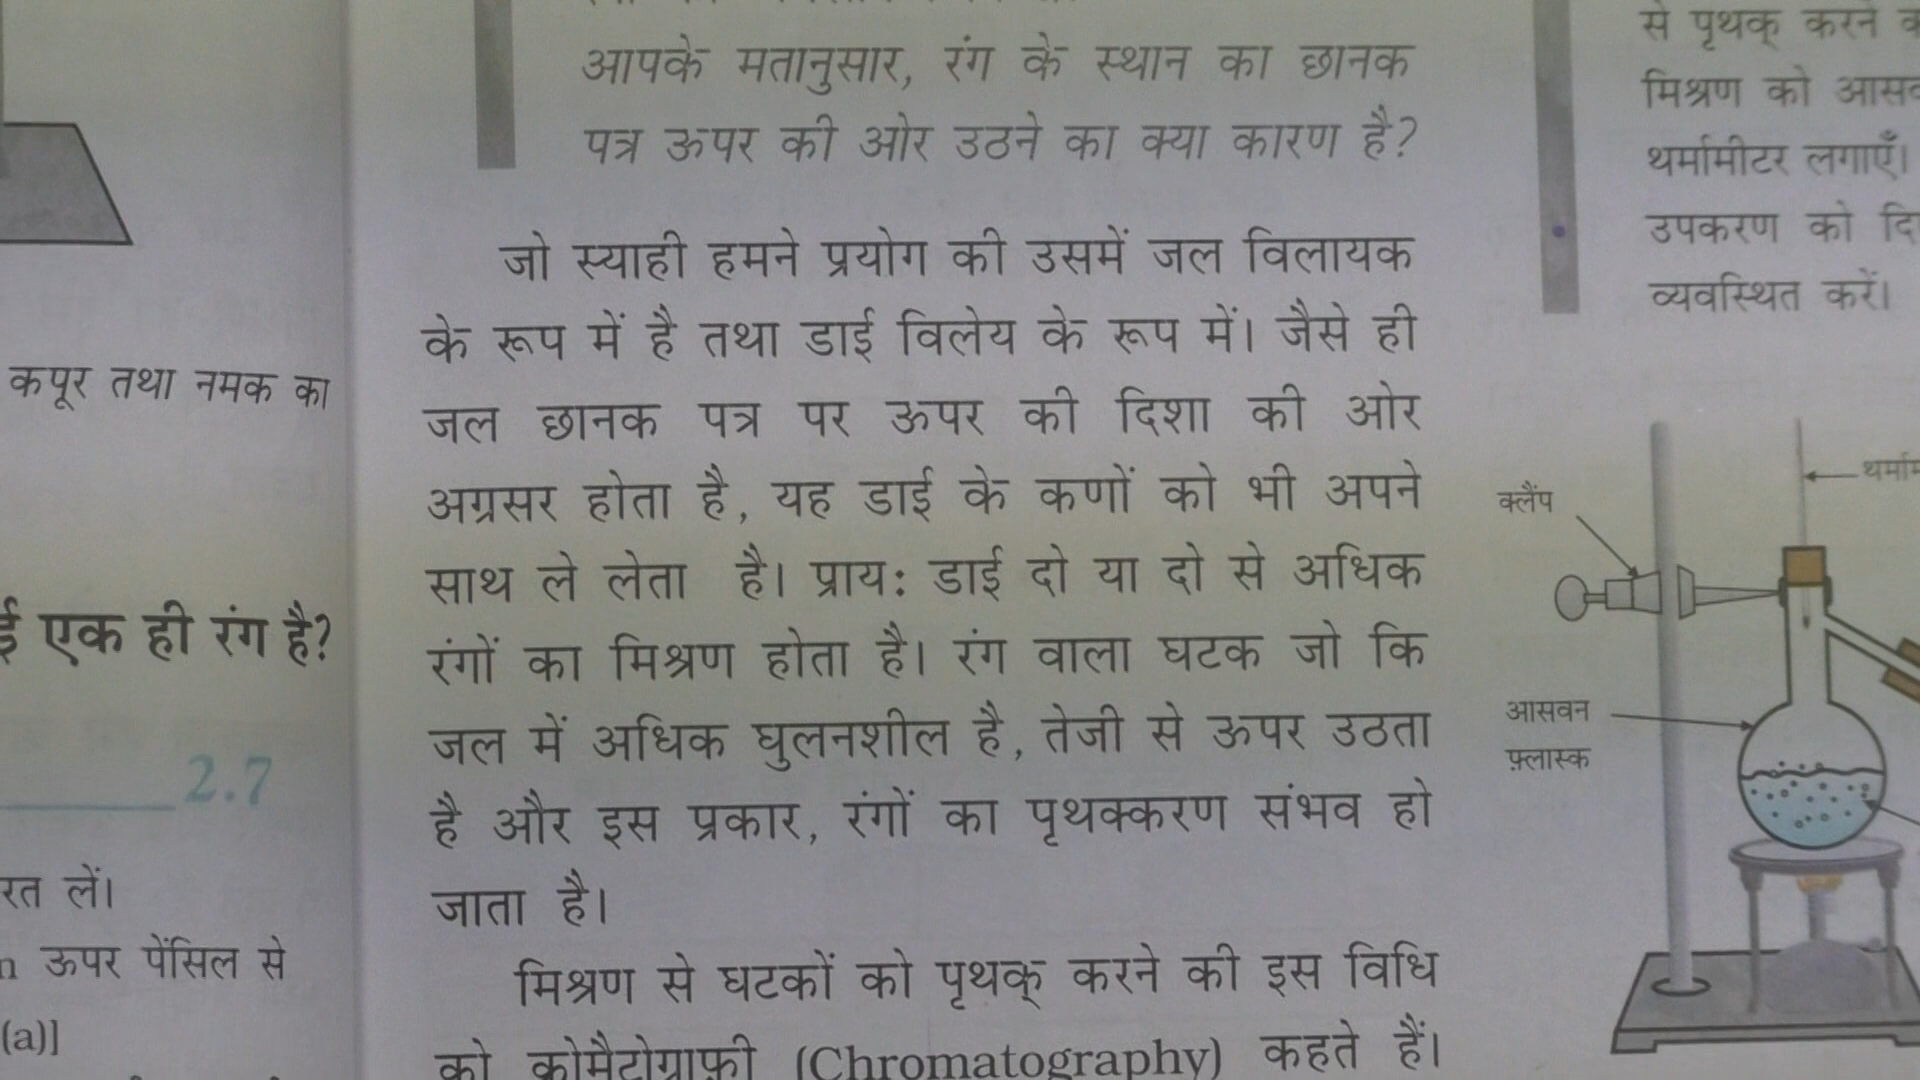 कपूर तथा नमक का
एक ही रंग है?
2.7
लें।
ऊपर पेंसिल से
(a)]
आपके मतानुसार, रंग के स्थान का छानक
पत्र ऊपर की ओर उठने का क्या कारण है?
जो स्याही हमने प्रयोग की उसमें जल विलायक
के रूप में है तथा डाई विलेय के रूप में। जैसे ही
जल छानक पत्र पर ऊपर की दिशा की ओर
अग्रसर होता है, यह डाई के कणों को भी अपने
साथ ले लेता है। प्राय: डाई दो या दो से अधिक
रंगों का मिश्रण होता है। रंग वाला घटक जो कि
जल में अधिक घुलनशील है, तेजी से ऊपर उठता
है और इस प्रकार, रंगों का पृथक्करण संभव हो
जाता है।
मिश्रण से घटकों को पृथक् करने की इस विधि
को क्रोमैटोग्राफ़ी (Chromatography) कहते हैं।
से पृथक् करने
मिश्रण को
थर्मामीटर लगाएँ।
उपकरण को
व्यवस्थित करें।
क्लैंप
आसवन
फ़्लास्क